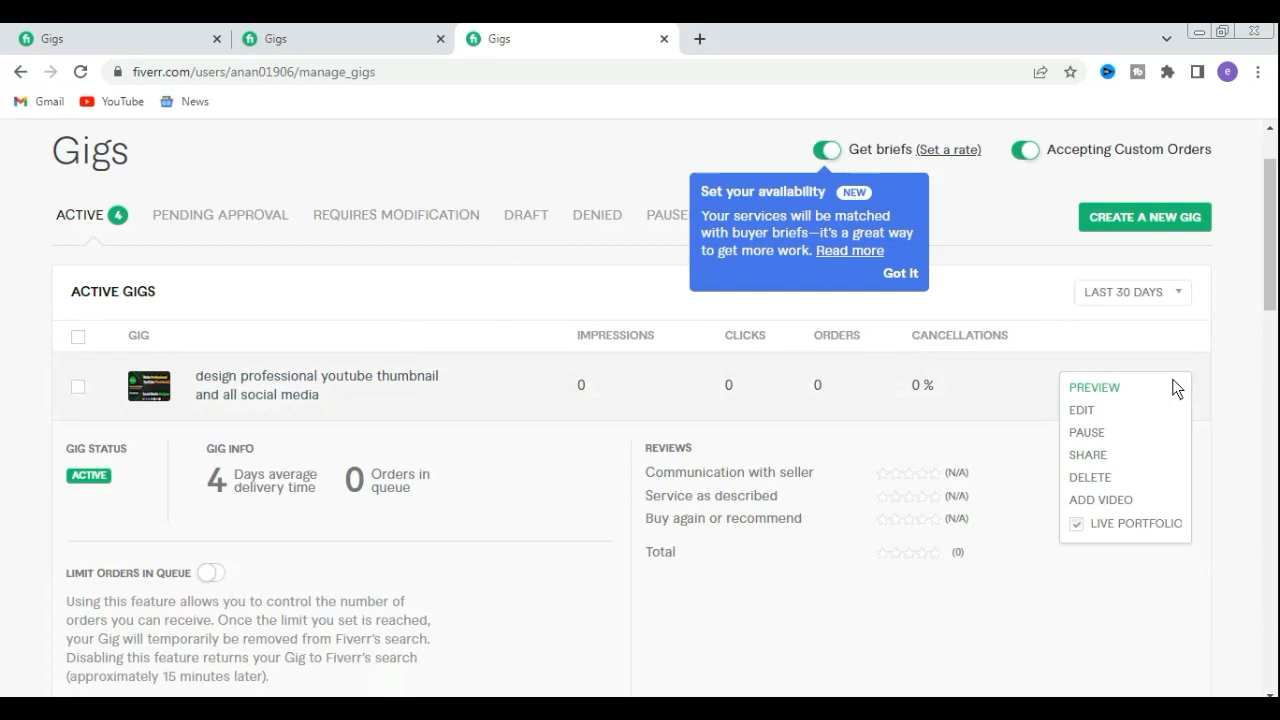 Gigs
Gigs
Gigs
fiverr.com/users/anan01906/manage_gigs
e
Gmail
YouTube
News
Gigs
Get briefs (Set a rate)
Accepting Custom Orders
Set your availability NEW
Your services will be matched
with buyer briefs—it's a great way
to get more work. Read more
Got It
ACTIVE 4
PENDING APPROVAL
REQUIRES MODIFICATION
DRAFT
DENIED
CREATE A NEW GIG
ACTIVE GIGS
LAST 30 DAYS
GIG
IMPRESSIONS
CLICKS
ORDERS
CANCELLATIONS
design professional youtube thumbnail
and all social media
0
0
0
0 %
PREVIEW
EDIT
PAUSE
SHARE
DELETE
ADD VIDEO
LIVE PORTFOLIO
GIG STATUS
ACTIVE
GIG INFO
4 Days average
delivery time
0 Orders in
queue
REVIEWS
Communication with seller (N/A)
Service as described (N/A)
Buy again or recommend (N/A)
Total (0)
LIMIT ORDERS IN QUEUE
Using this feature allows you to control the number of
orders you can receive. Once the limit you set is reached,
your Gig will temporarily be removed from Fiverr's search.
Disabling this feature returns your Gig to Fiverr's search
(approximately 15 minutes later).